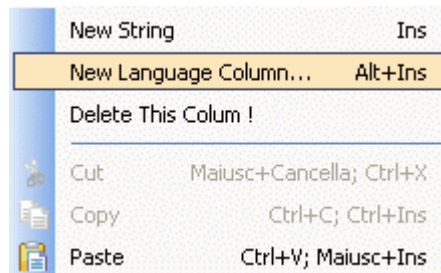 New String Ins
New Language Column... Alt+Ins
Delete This Colum !
Cut Maiusc+Cancella; Ctrl+X
Copy Ctrl+C; Ctrl+Ins
Paste Ctrl+V; Maiusc+Ins